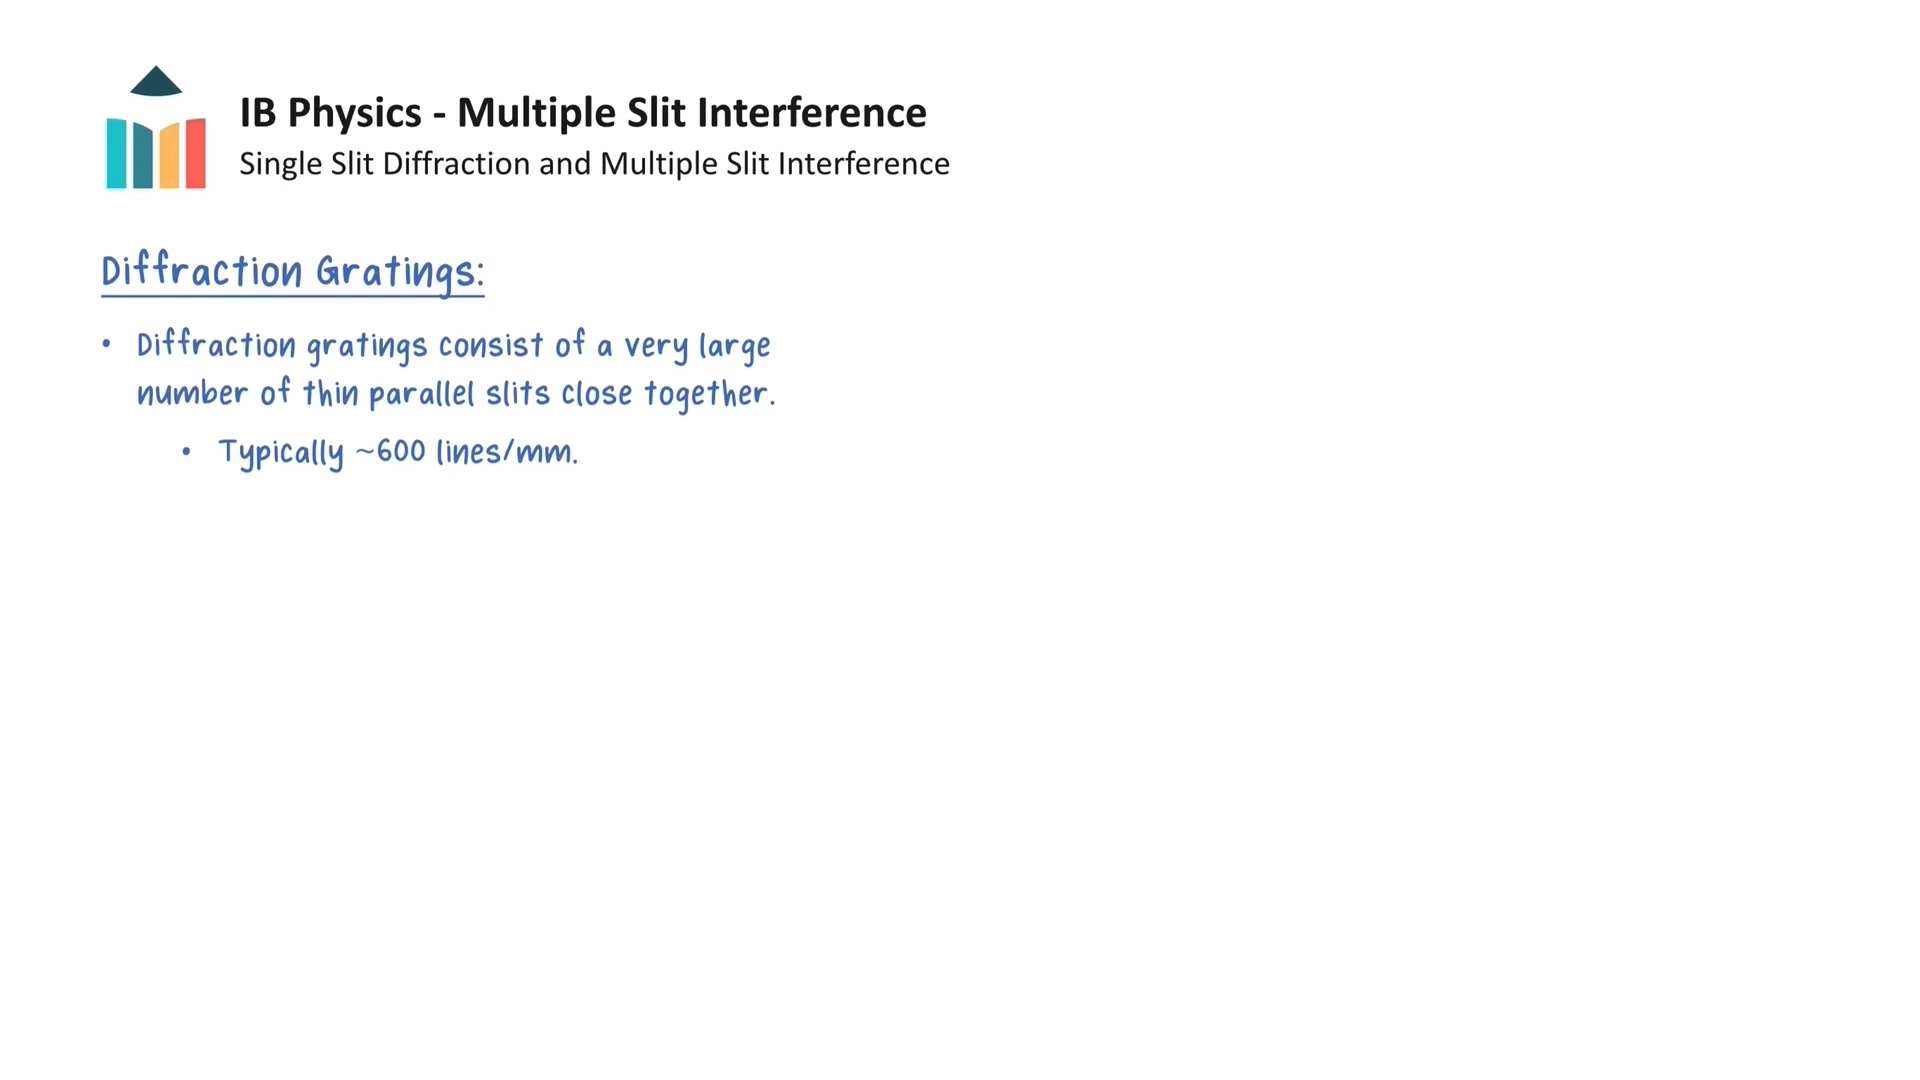 IB Physics - Multiple Slit Interference
Single Slit Diffraction and Multiple Slit Interference
Diffraction Gratings:
• Diffraction gratings consist of a very large
number of thin parallel slits close together.
• Typically ~600 lines/mm.